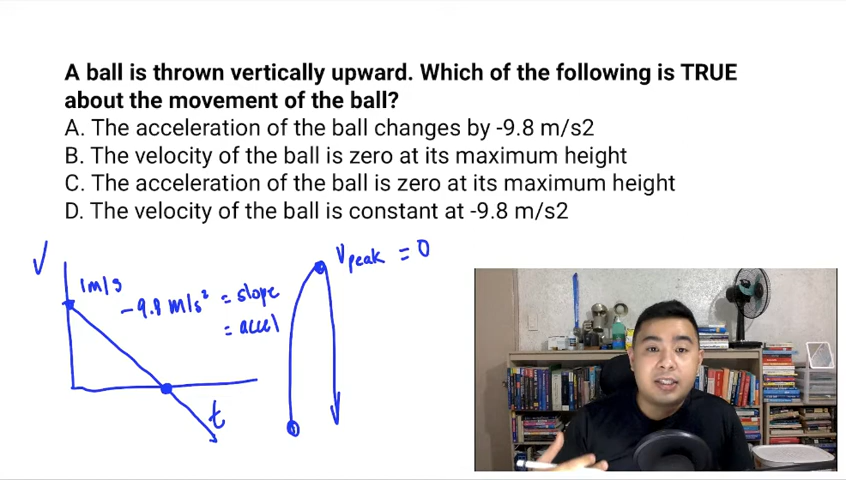 A ball is thrown vertically upward. Which of the following is TRUE
about the movement of the ball?
A. The acceleration of the ball changes by -9.8 m/s2
B. The velocity of the ball is zero at its maximum height
C. The acceleration of the ball is zero at its maximum height
D. The velocity of the ball is constant at -9.8 m/s2
V
1m/s
-9.8 m/s² = slope
= accel
t
Vpeak = 0